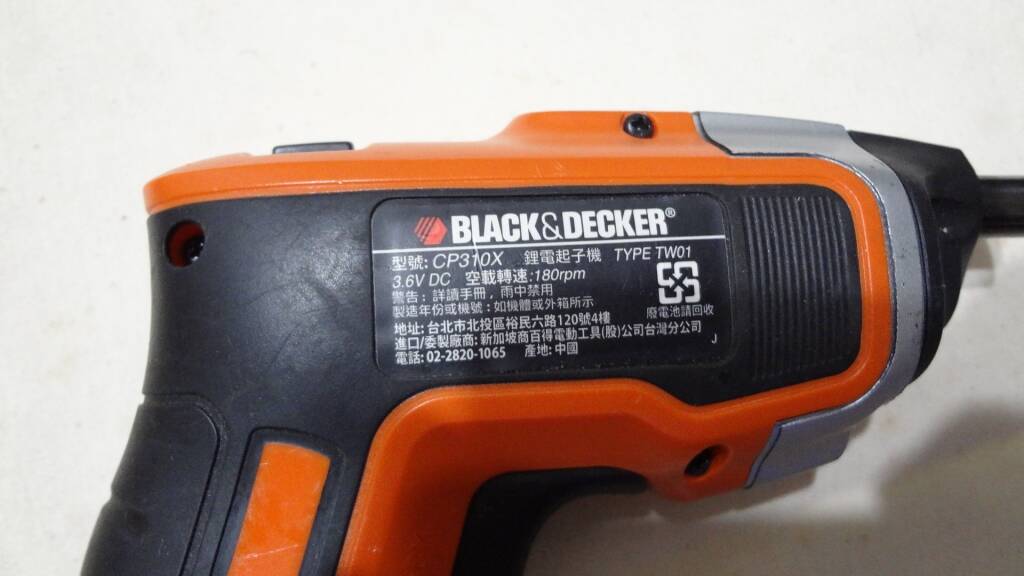 BLACK&DECKER®
型號: CP310X 鋰電起子機 TYPE TW01
3.6V DC 空載轉速:180rpm
警告: 詳讀手冊, 雨中禁用
製造年份或機號: 如機體或外箱所示
廢電池請回收
地址: 台北市北投區裕民六路120號4樓
進口/委製廠商: 新加坡商百得電動工具(股)公司台灣分公司
電話: 02-2820-1065 產地: 中國
J